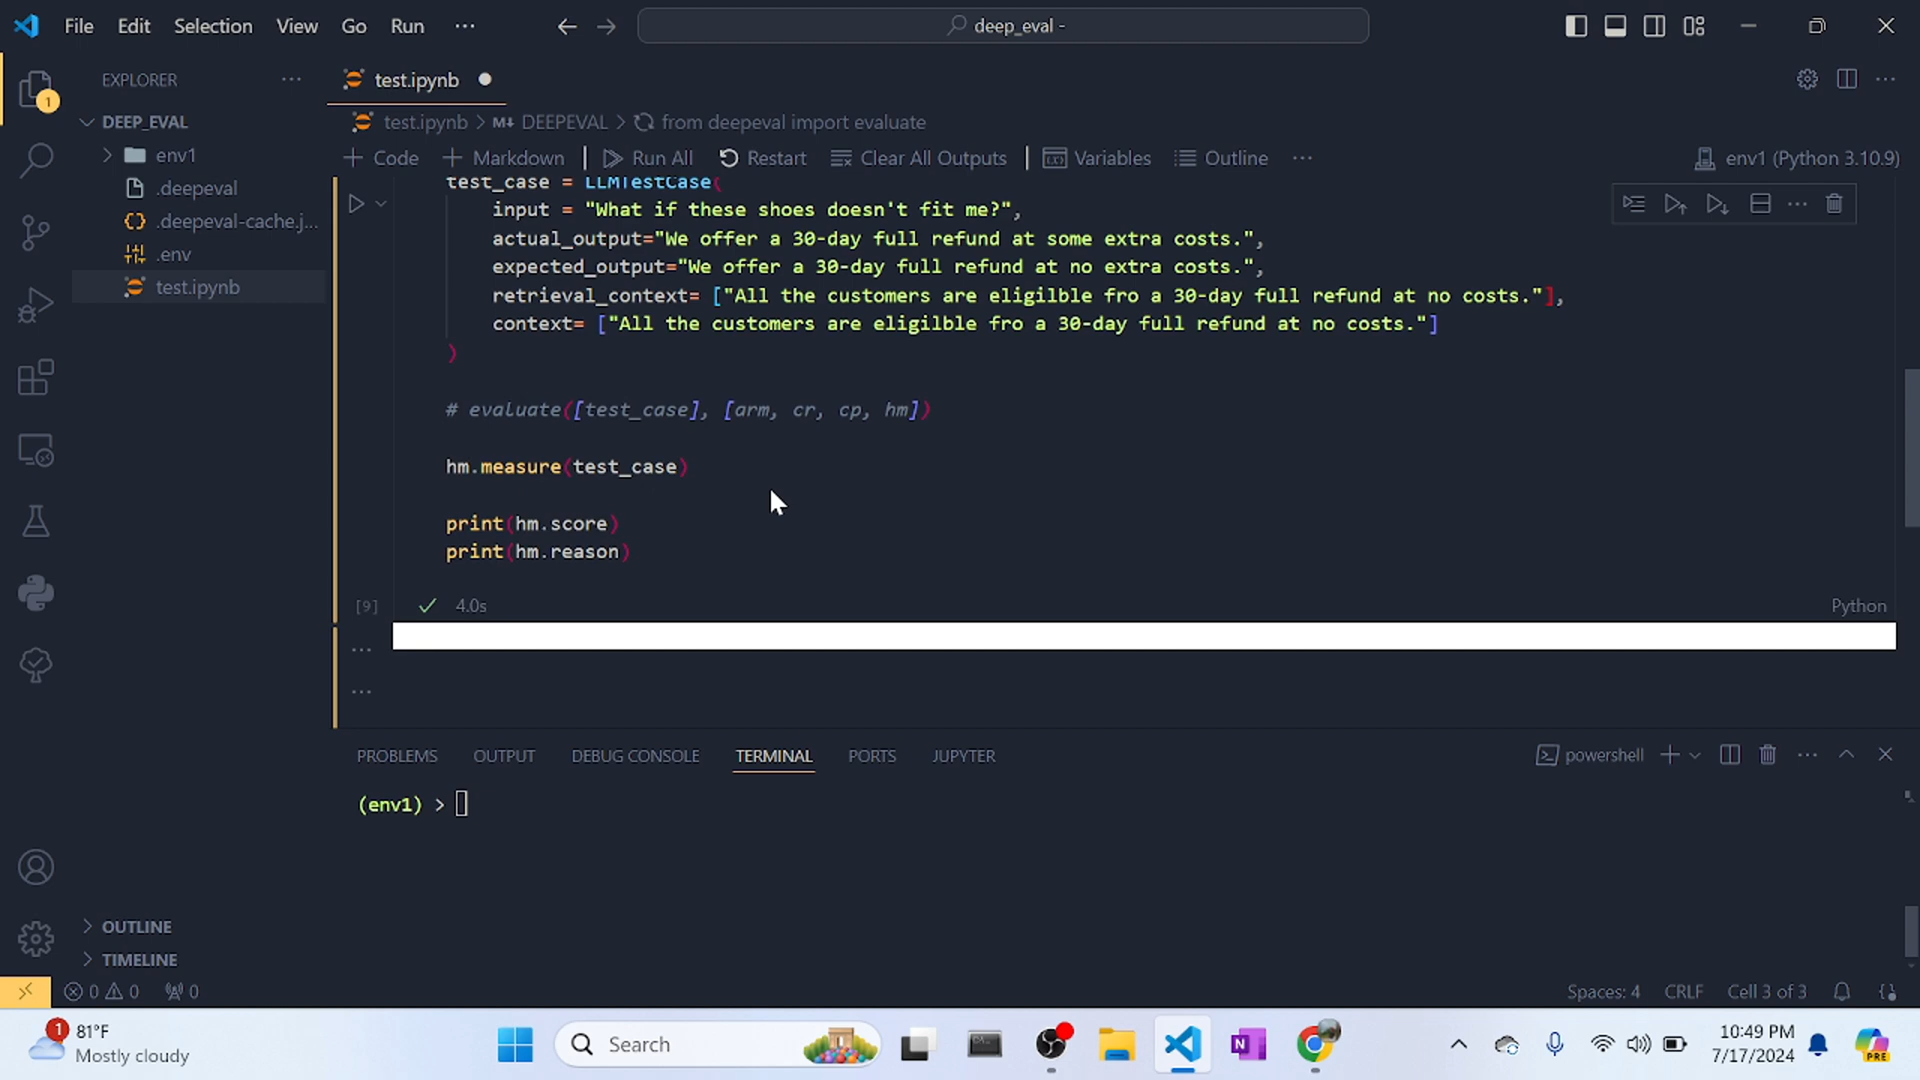 File Edit Selection View Go Run ··· deep_eval -
EXPLORER ···
test.ipynb
1
DEEP_EVAL
test.ipynb > M↓ DEEPEVAL > from deepeval import evaluate
env1
+ Code + Markdown | Run All Restart Clear All Outputs | Variables Outline ··· env1 (Python 3.10.9)
.deepeval
.deepeval-cache.j...
.env
test.ipynb
test_case = LLMTestCase(
input = "What if these shoes doesn't fit me?",
actual_output="We offer a 30-day full refund at some extra costs.",
expected_output="We offer a 30-day full refund at no extra costs.",
retrieval_context= ["All the customers are eligilble fro a 30-day full refund at no costs."],
context= ["All the customers are eligilble fro a 30-day full refund at no costs."]
)
# evaluate([test_case], [arm, cr, cp, hm])
hm.measure(test_case)
print(hm.score)
print(hm.reason)
[9] ✓ 4.0s Python
...
...
PROBLEMS OUTPUT DEBUG CONSOLE TERMINAL PORTS JUPYTER powershell
(env1) >
OUTLINE
TIMELINE
0 0 0 Spaces: 4 CRLF Cell 3 of 3
1 81°F
Mostly cloudy
Search
10:49 PM
7/17/2024
PRE